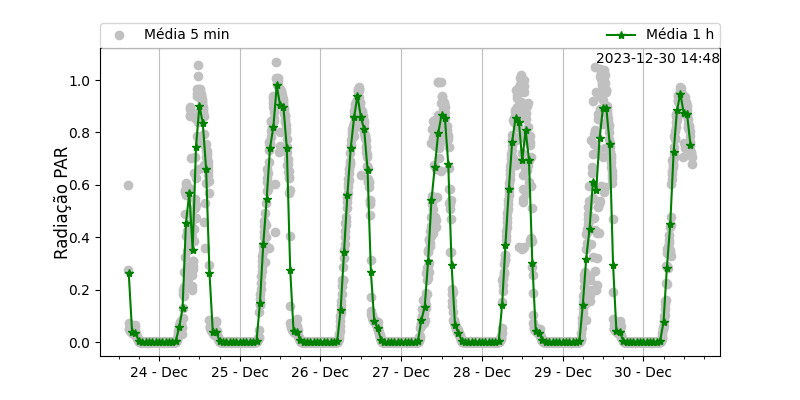 Média 5 min
Média 1 h
2023-12-30 14:48
Radiação PAR
1.0
0.8
0.6
0.4
0.2
0.0
24 - Dec
25 - Dec
26 - Dec
27 - Dec
28 - Dec
29 - Dec
30 - Dec